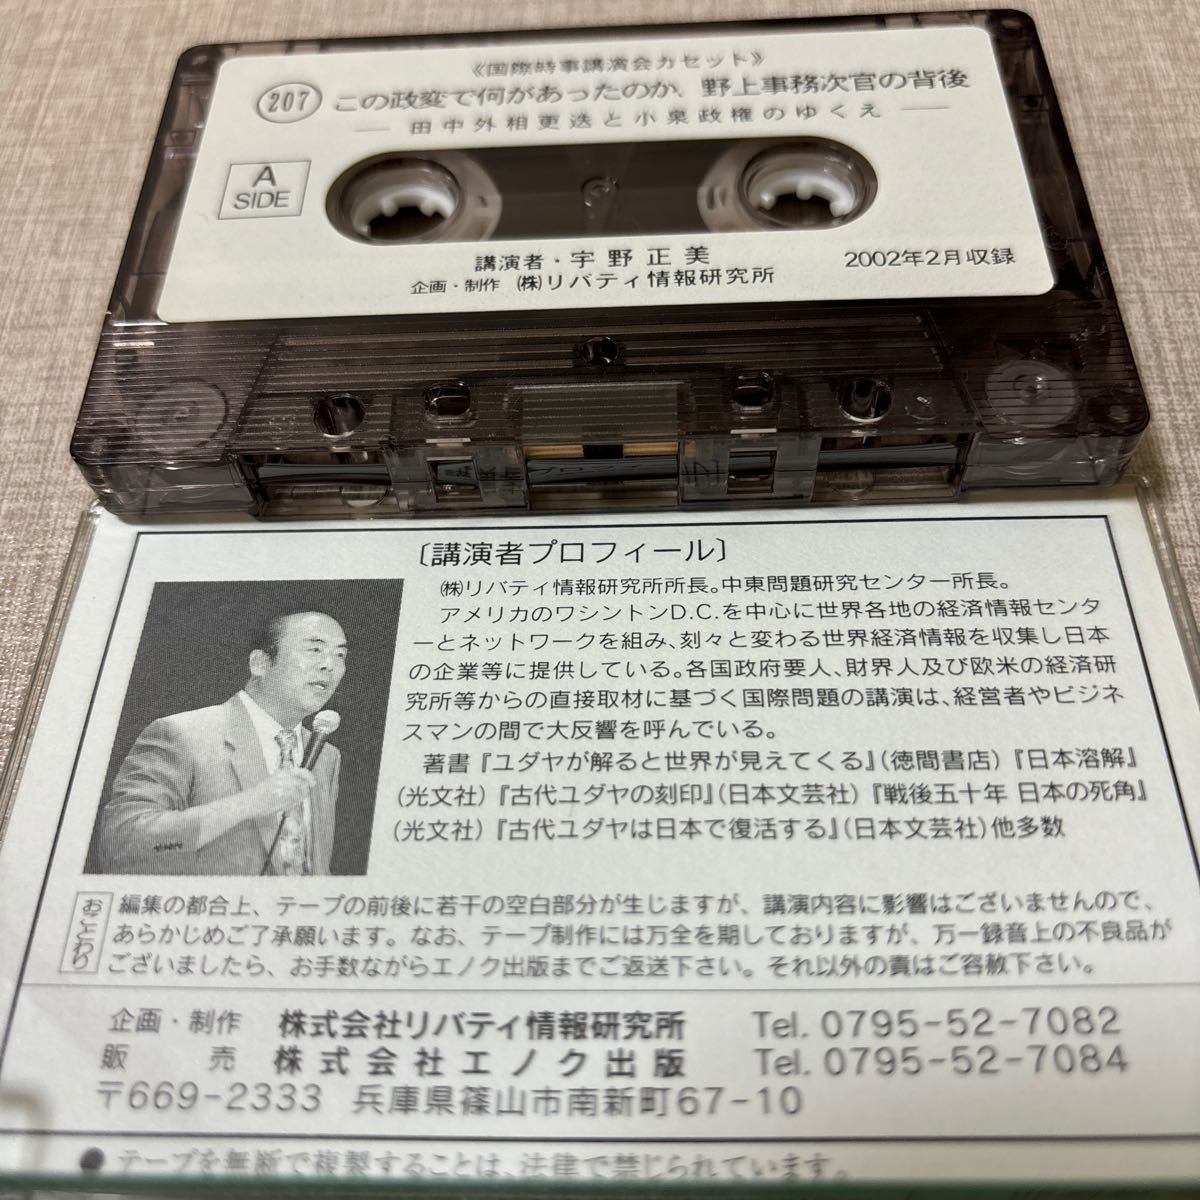 《国際時事講演会カセット》
207 この政変で何があったのか、野上事務次官の背後
― 田中外相更迭と小泉政権のゆくえ ―
A
SIDE
講演者・宇野正美
2002年2月収録
企画・制作 ㈱リバティ情報研究所
〔講演者プロフィール〕
㈱リバティ情報研究所所長。中東問題研究センター所長。
アメリカのワシントンD.C.を中心に世界各地の経済情報センタ
ーとネットワークを組み、刻々と変わる世界経済情報を収集し日本
の企業等に提供している。各国政府要人、財界人及び欧米の経済研
究所等からの直接取材に基づく国際問題の講演は、経営者やビジネ
スマンの間で大反響を呼んでいる。
著書『ユダヤが解ると世界が見えてくる』(徳間書店)『日本溶解』
(光文社)『古代ユダヤの刻印』(日本文芸社)『戦後五十年 日本の死角』
(光文社)『古代ユダヤは日本で復活する』(日本文芸社)他多数
おことわり
編集の都合上、テープの前後に若干の空白部分が生じますが、講演内容に影響はございませんので、
あらかじめご了承願います。なお、テープ制作には万全を期しておりますが、万一録音上の不良品が
ございましたら、お手数ながらエノク出版までご返送下さい。それ以外の責はご容赦下さい。
企画・制作 株式会社リバティ情報研究所 Tel. 0795-52-7082
販売 株式会社エノク出版 Tel. 0795-52-7084
〒669-2333 兵庫県篠山市南新町67-10
●テープを無断で複製することは、法律で禁じられています。